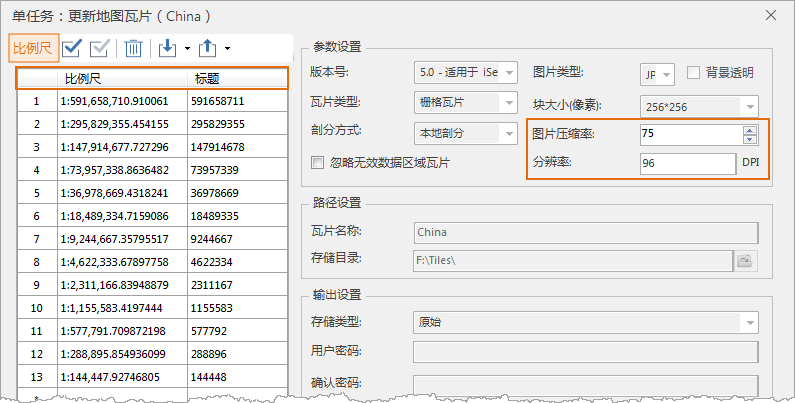 单任务：更新地图瓦片（China）
比例尺
比例尺 标题
1 1:591,658,710.910061 591658711
2 1:295,829,355.454155 295829355
3 1:147,914,677.727296 147914678
4 1:73,957,338.8636482 73957339
5 1:36,978,669.4318241 36978669
6 1:18,489,334.7159086 18489335
7 1:9,244,667.35795517 9244667
8 1:4,622,333.67897758 4622334
9 1:2,311,166.83948879 2311167
10 1:1,155,583.4197444 1155583
11 1:577,791.709872198 577792
12 1:288,895.854936099 288896
13 1:144,447.92746805 144448
*
参数设置
版本号: 5.0 - 适用于 iSe 图片类型: JP 背景透明
瓦片类型: 栅格瓦片 块大小(像素): 256*256
剖分方式: 本地剖分 图片压缩率: 75
忽略无效数据区域瓦片 分辨率: 96 DPI
路径设置
瓦片名称: China
存储目录: F:\Tiles\
输出设置
存储类型: 原始
用户密码:
确认密码: